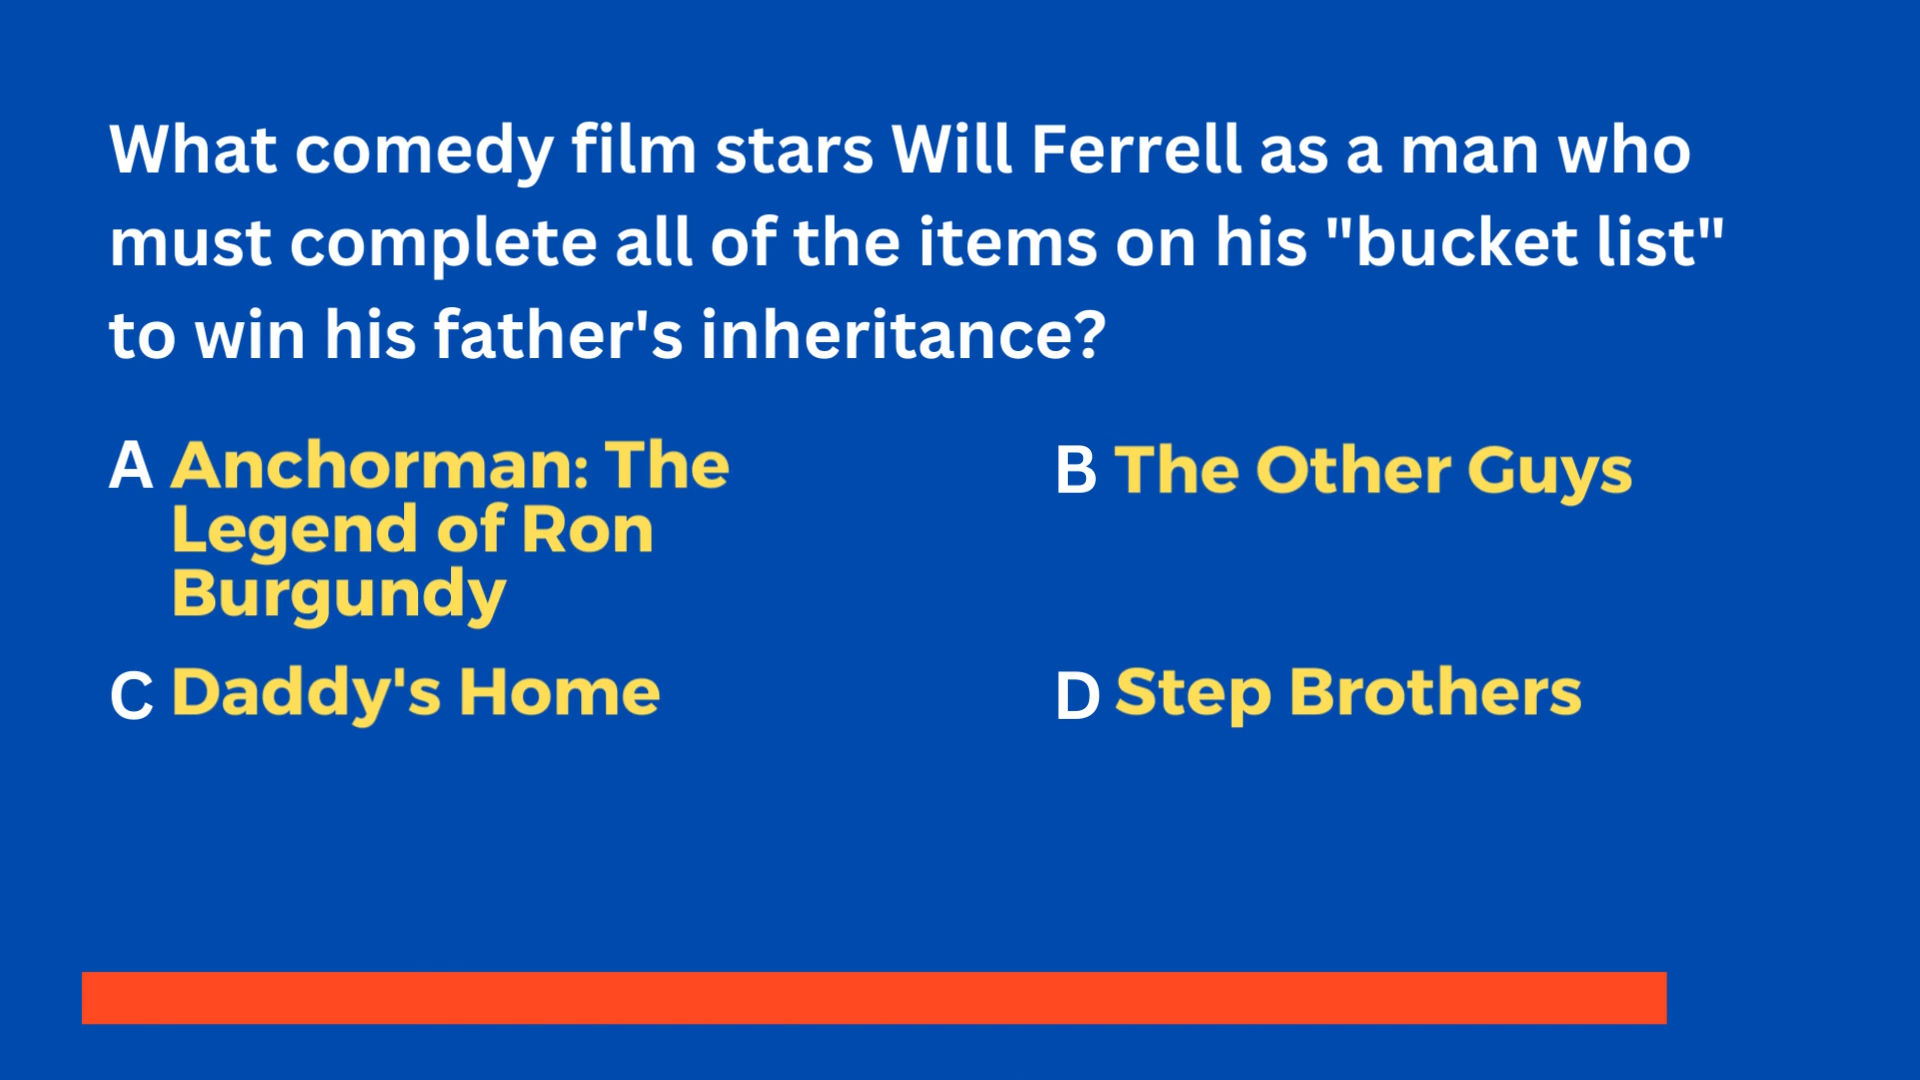 What comedy film stars Will Ferrell as a man who
must complete all of the items on his "bucket list"
to win his father's inheritance?
A Anchorman: The
Legend of Ron
Burgundy
B The Other Guys
C Daddy's Home
D Step Brothers